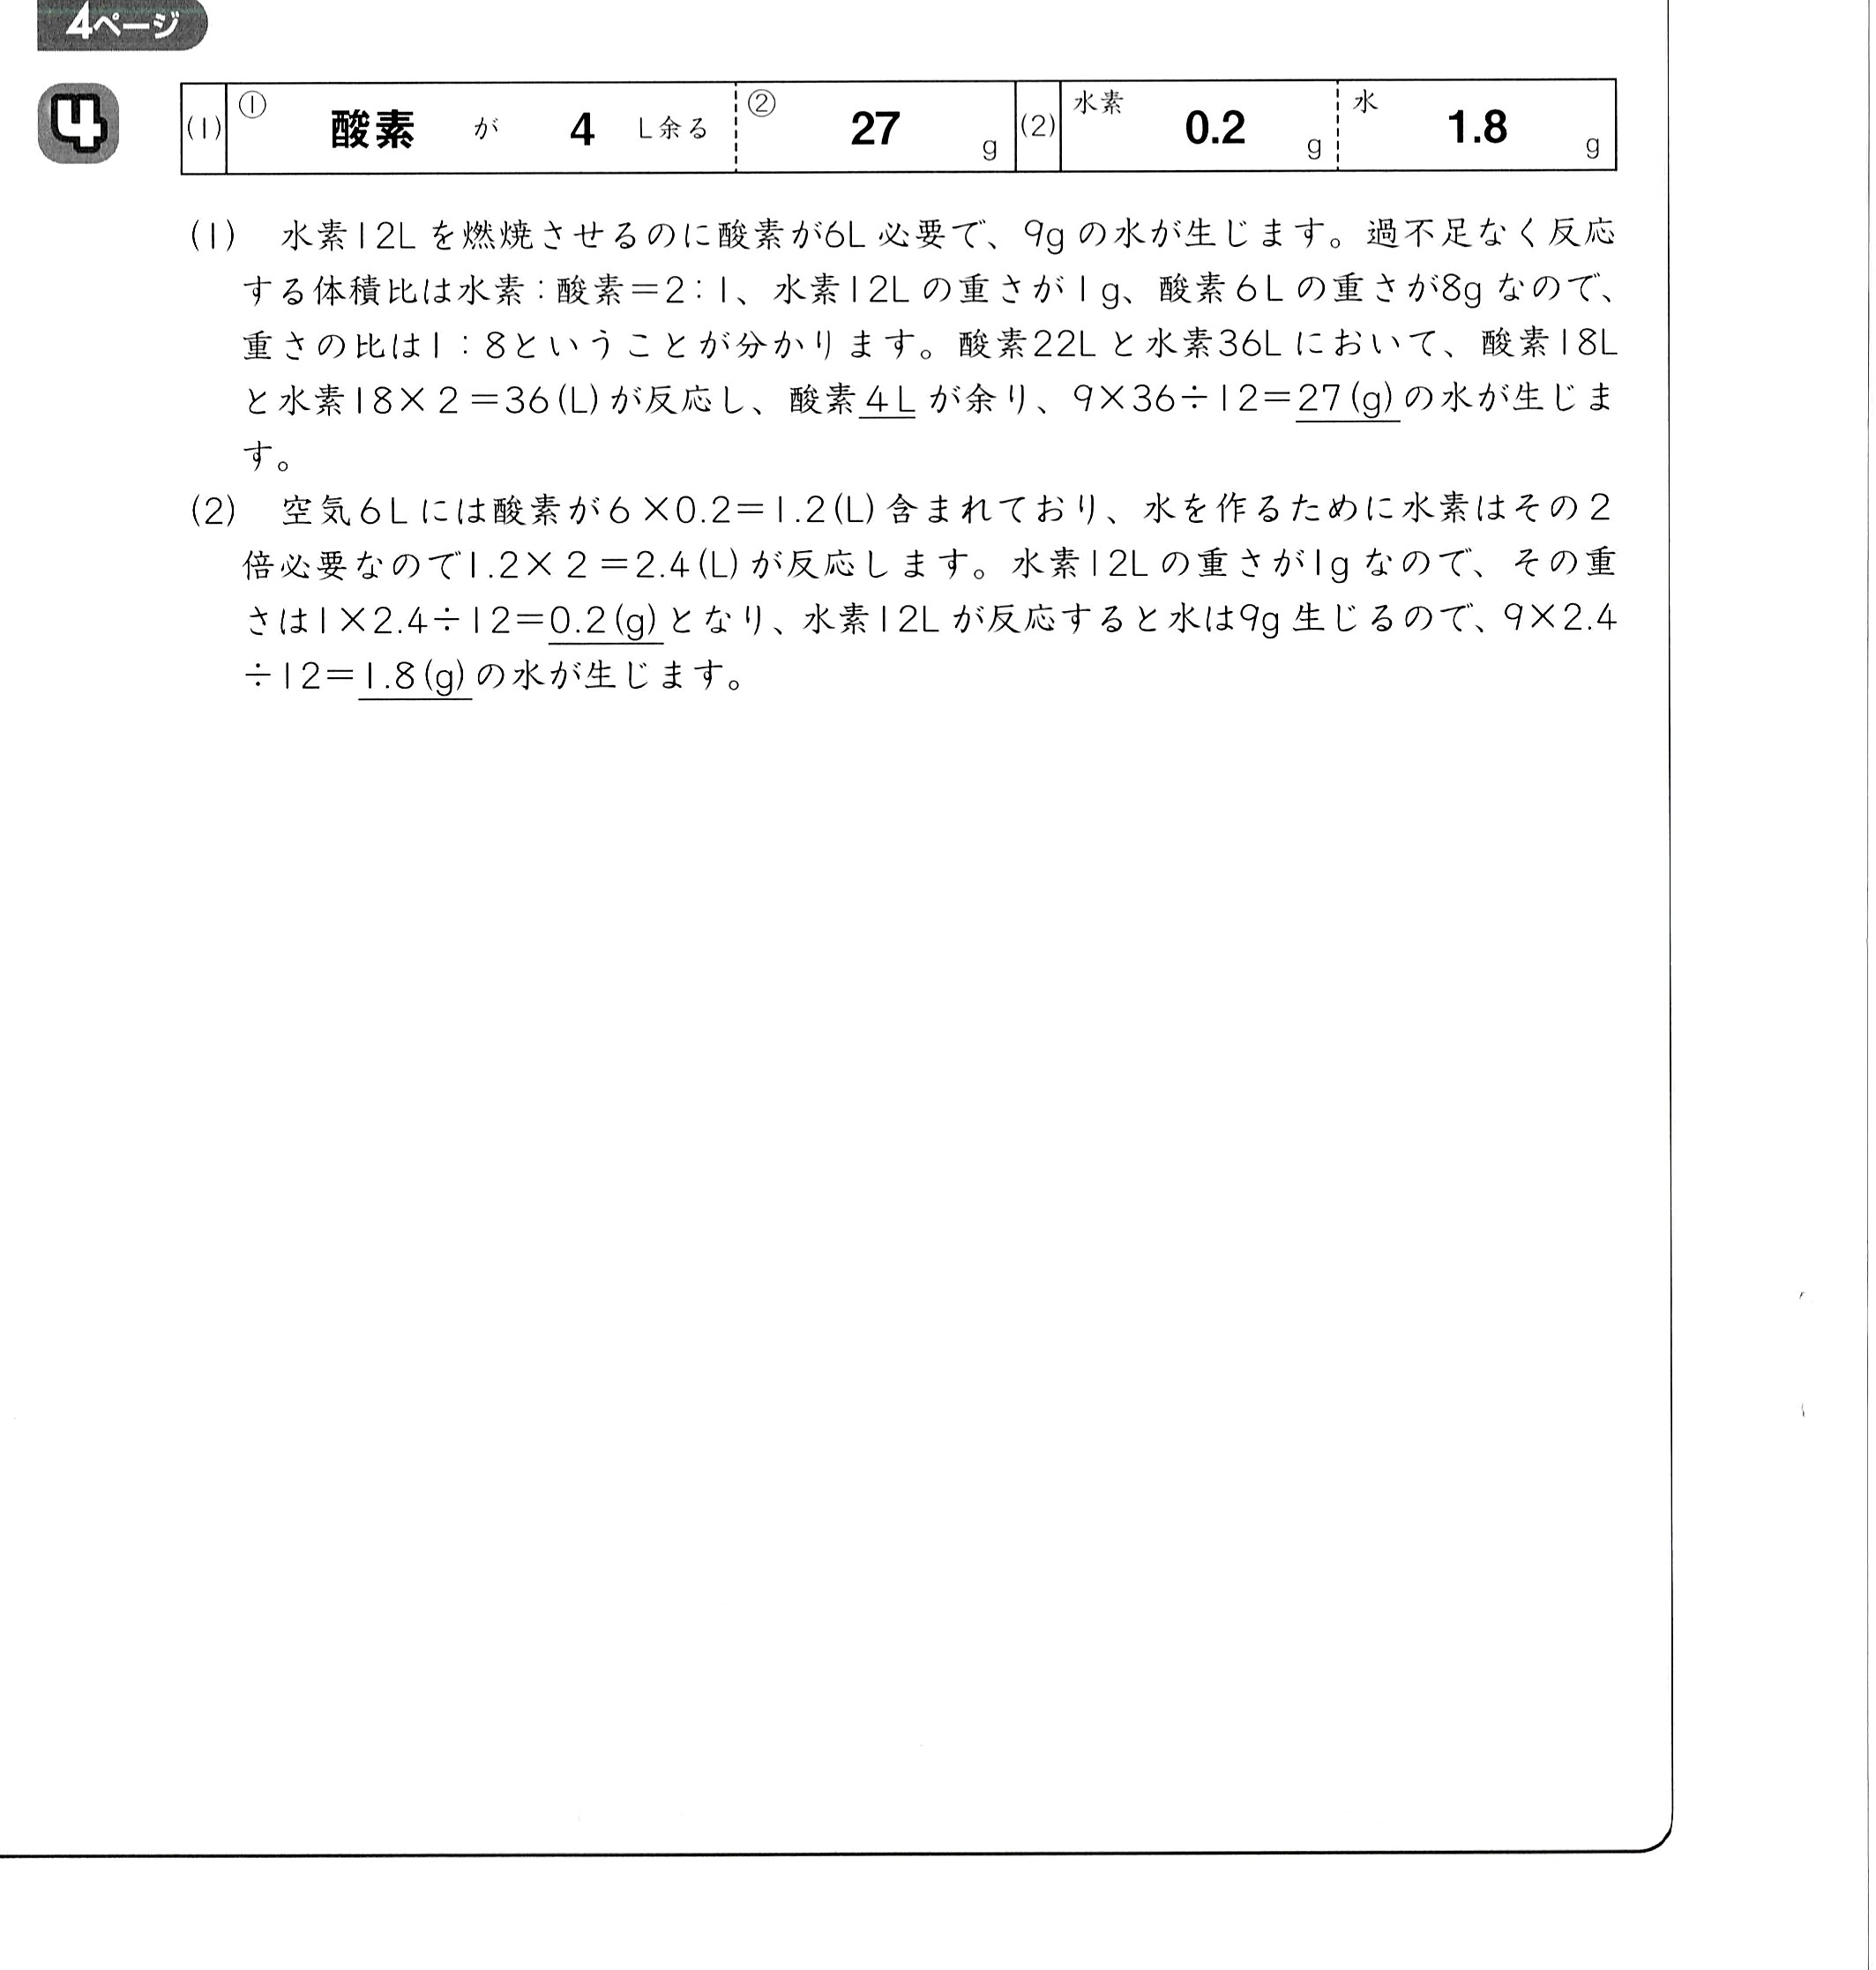 4ページ
4
(1) ① 酸素 が 4 L余る ② 27 g (2) 水素 0.2 g 水 1.8 g
(1) 水素12Lを燃焼させるのに酸素が6L必要で、9gの水が生じます。過不足なく反応
する体積比は水素:酸素=2:1、水素12Lの重さが1g、酸素6Lの重さが8gなので、
重さの比は1:8ということが分かります。酸素22Lと水素36Lにおいて、酸素18L
と水素18×2=36(L)が反応し、酸素4Lが余り、9×36÷12=27(g)の水が生じま
す。
(2) 空気6Lには酸素が6×0.2=1.2(L)含まれており、水を作るために水素はその2
倍必要なので1.2×2=2.4(L)が反応します。水素12Lの重さが1gなので、その重
さは1×2.4÷12=0.2(g)となり、水素12Lが反応すると水は9g生じるので、9×2.4
÷12=1.8(g)の水が生じます。